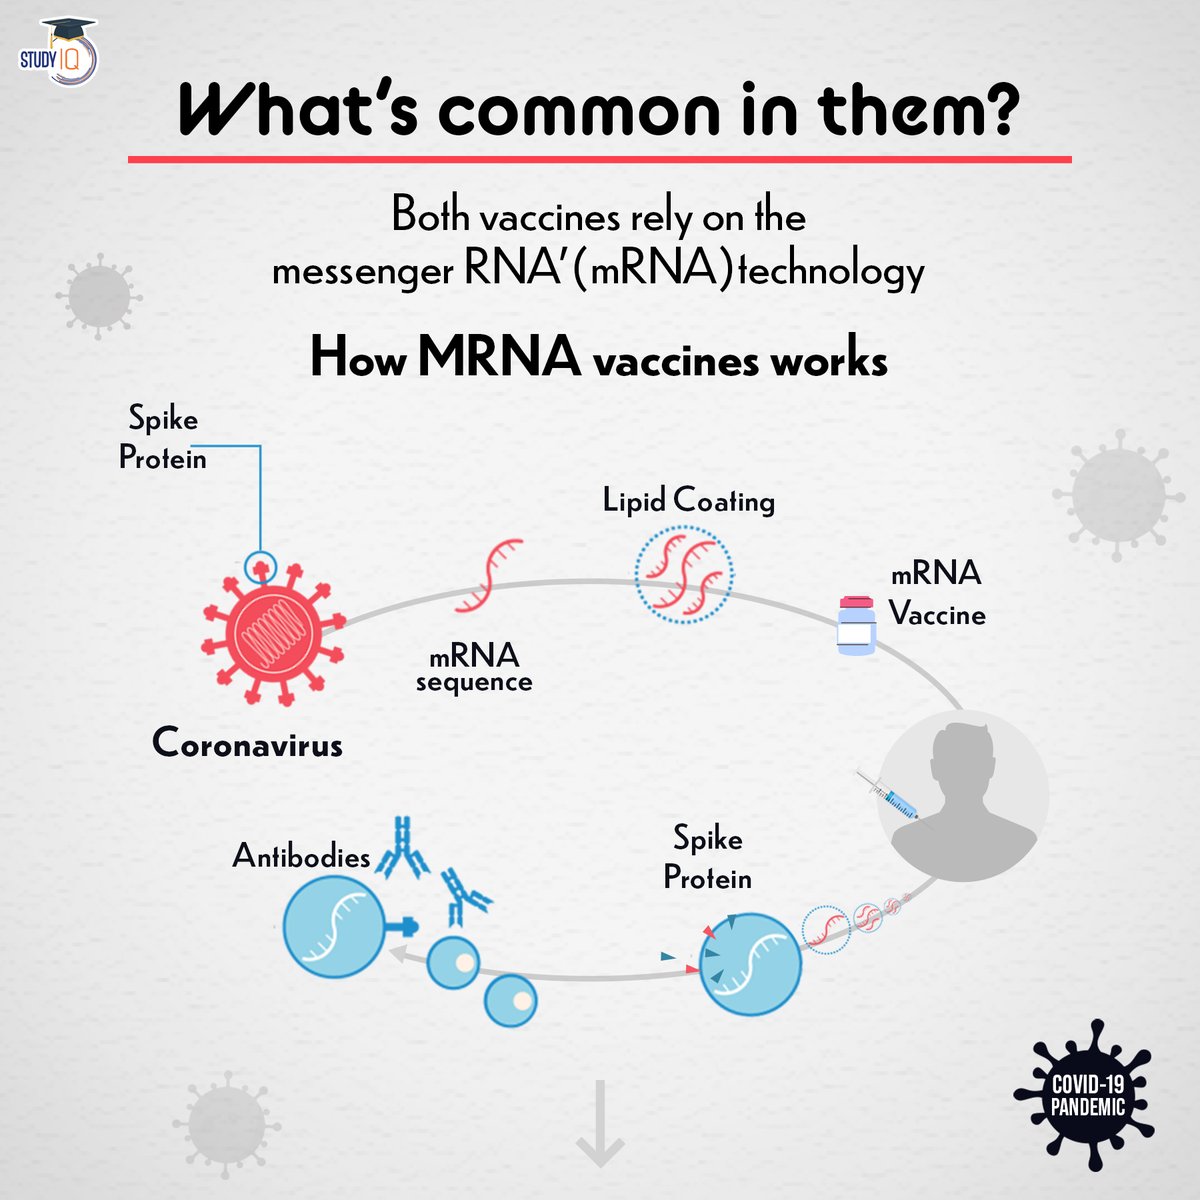 STUDY IQ
What's common in them?
Both vaccines rely on the
messenger RNA'(mRNA)technology
How MRNA vaccines works
Spike
Protein
Lipid Coating
mRNA
Vaccine
mRNA
sequence
Coronavirus
Antibodies
Spike
Protein
COVID-19
PANDEMIC